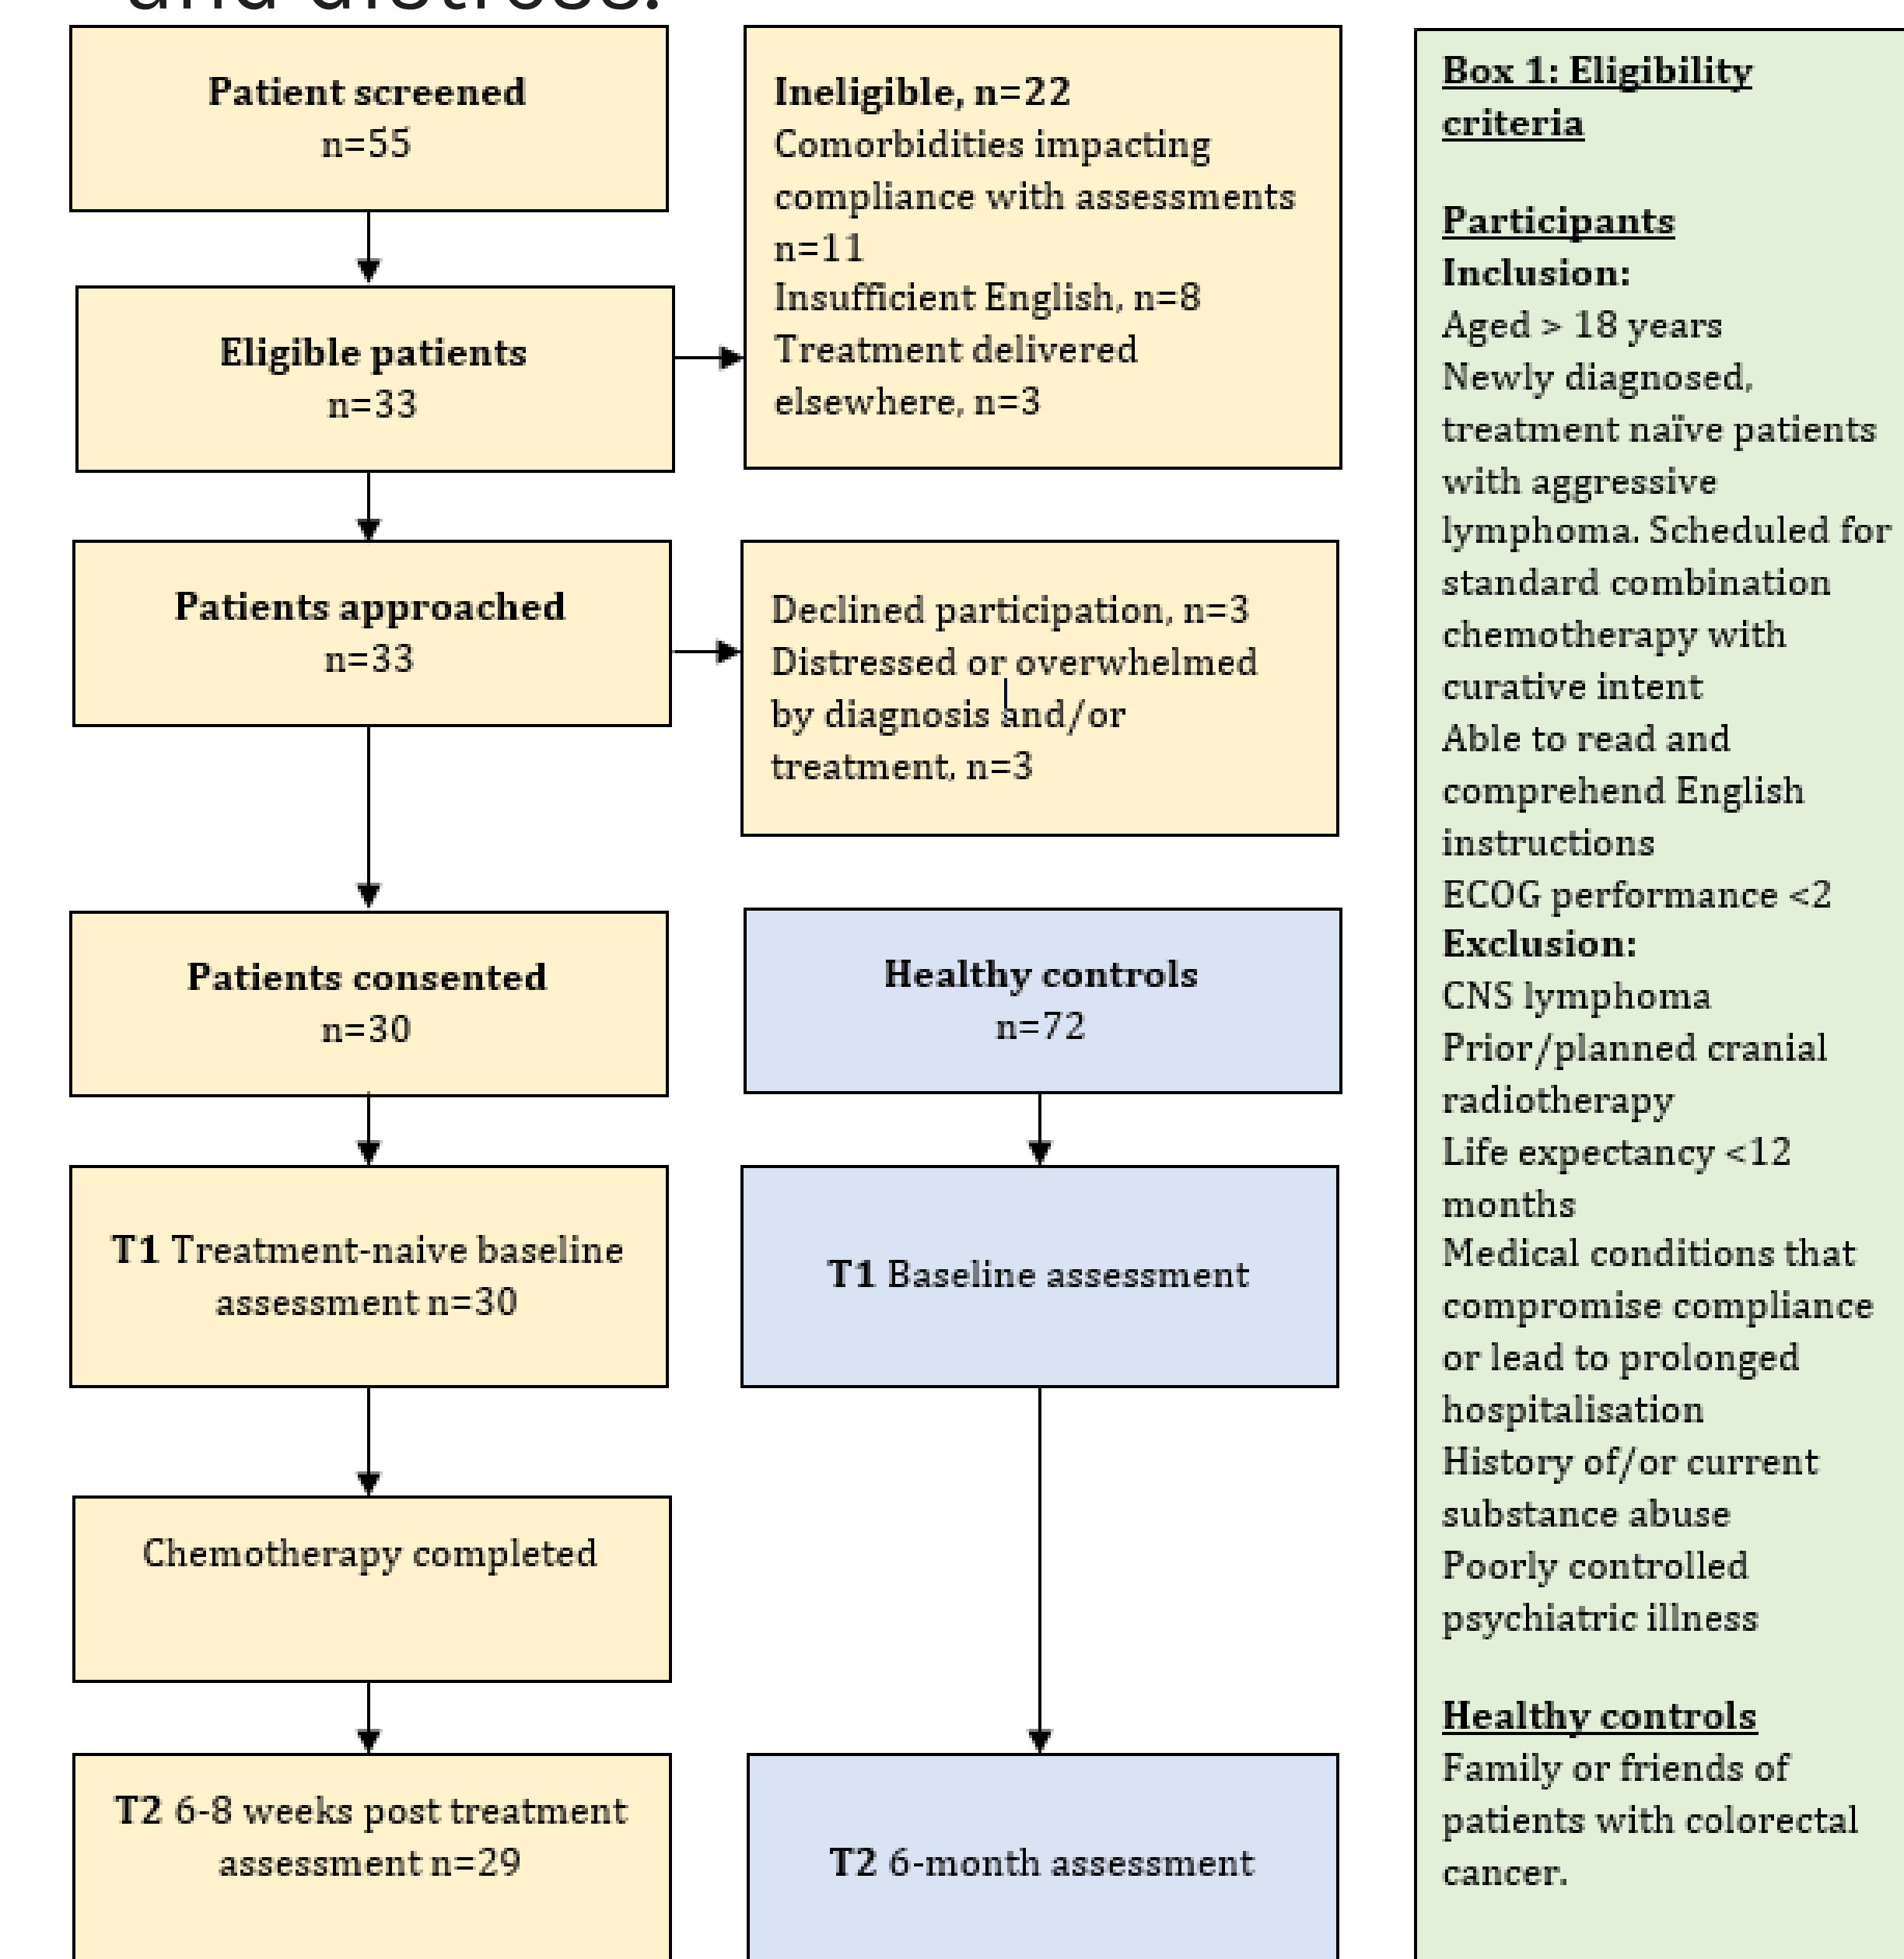 and distress.
Patient screened
n=55
Ineligible, n=22
Comorbidities impacting
compliance with assessments
n=11
Insufficient English, n=8
Treatment delivered
elsewhere, n=3
Eligible patients
n=33
Patients approached
n=33
Declined participation, n=3
Distressed or overwhelmed
by diagnosis and/or
treatment, n=3
Patients consented
n=30
Healthy controls
n=72
T1 Treatment-naive baseline
assessment n=30
T1 Baseline assessment
Chemotherapy completed
T2 6-8 weeks post treatment
assessment n=29
T2 6-month assessment
Box 1: Eligibility
criteria
Participants
Inclusion:
Aged > 18 years
Newly diagnosed,
treatment naïve patients
with aggressive
lymphoma. Scheduled for
standard combination
chemotherapy with
curative intent
Able to read and
comprehend English
instructions
ECOG performance <2
Exclusion:
CNS lymphoma
Prior/planned cranial
radiotherapy
Life expectancy <12
months
Medical conditions that
compromise compliance
or lead to prolonged
hospitalisation
History of/or current
substance abuse
Poorly controlled
psychiatric illness
Healthy controls
Family or friends of
patients with colorectal
cancer.